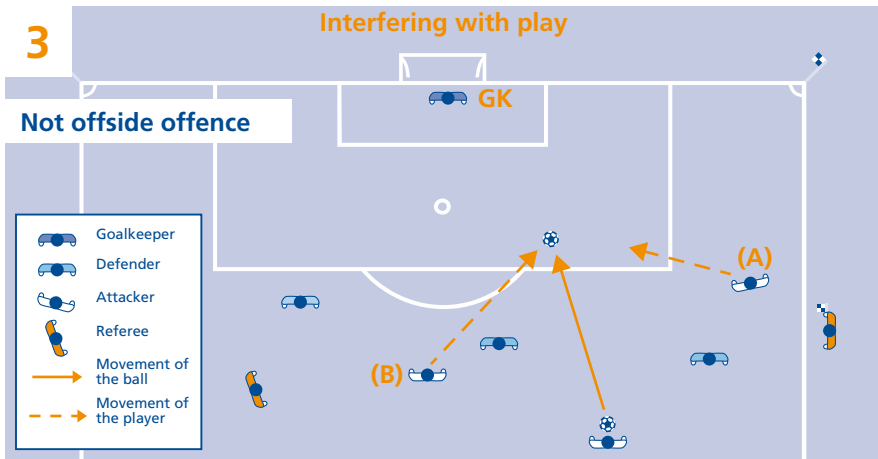 3
Interfering with play
GK
Not offside offence
Goalkeeper
Defender
Attacker
Referee
Movement of
the ball
Movement of
the player
(A)
(B)